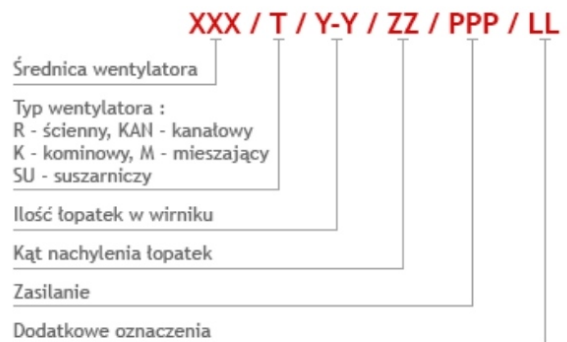 XXX / T / Y-Y / ZZ / PPP / LL
Średnica wentylatora
Typ wentylatora :
R - ścienny, KAN - kanałowy
K - kominowy, M - mieszający
SU - suszarniczy
Ilość łopatek w wirniku
Kąt nachylenia łopatek
Zasilanie
Dodatkowe oznaczenia